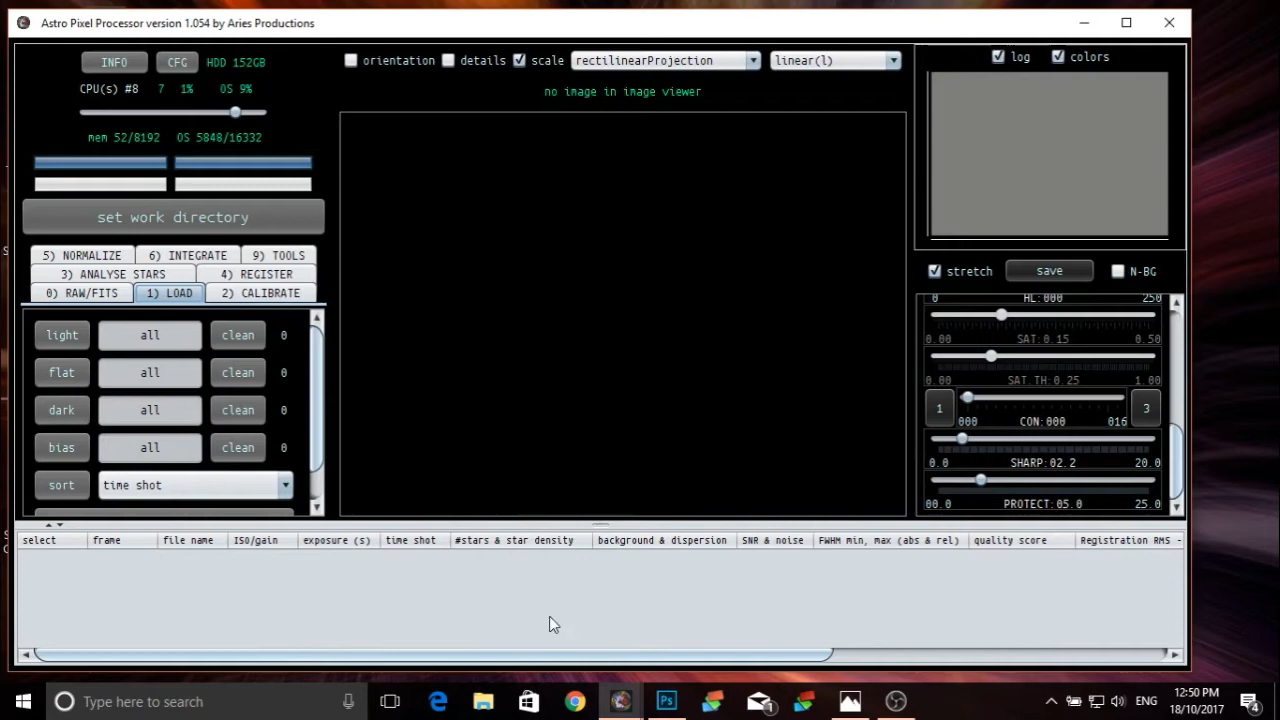 Astro Pixel Processor version 1.054 by Aries Productions
INFO CFG HDD 152GB
CPU(s) #8 7 1% OS 9%
mem 52/8192 OS 5848/16332
set work directory
5) NORMALIZE 6) INTEGRATE 9) TOOLS
3) ANALYSE STARS 4) REGISTER
0) RAW/FITS 1) LOAD 2) CALIBRATE
light all clean 0
flat all clean 0
dark all clean 0
bias all clean 0
sort time shot
orientation details scale rectilinearProjection linear(l)
no image in image viewer
log colors
stretch save N-BG
0 HL:000 250
0.00 SAT:0.15 0.50
0.00 SAT.TH:0.25 1.00
1 3
000 CON:000 016
0.0 SHARP:02.2 20.0
00.0 PROTECT:05.0 25.0
select frame file name ISO/gain exposure (s) time shot #stars & star density background & dispersion SNR & noise FWHM min, max (abs & rel) quality score Registration RMS -
Type here to search
Ps
1
ENG
12:50 PM
18/10/2017
4